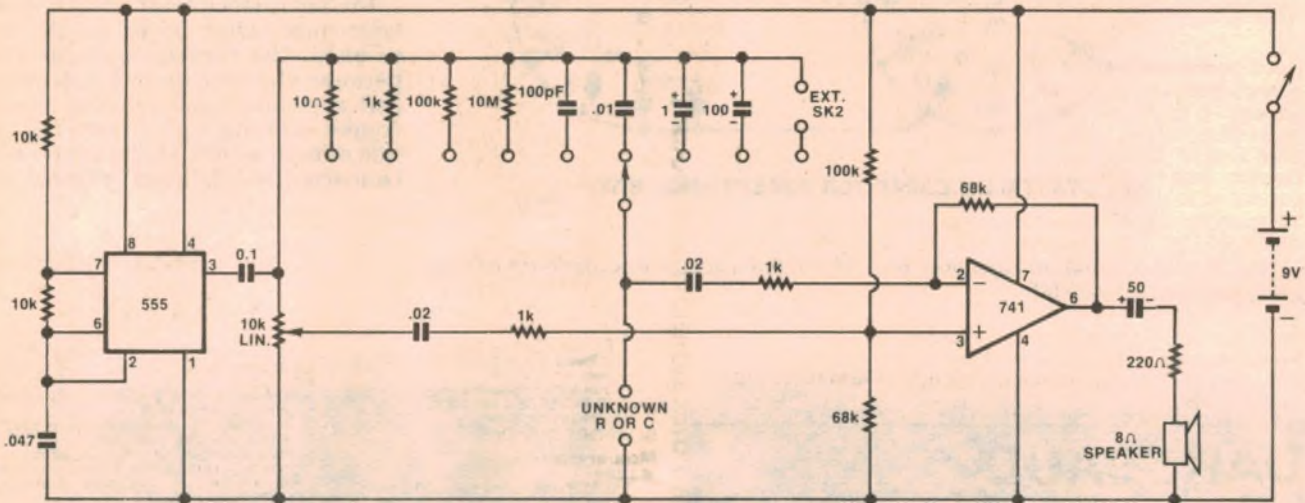 10k
10Ω
1k
100k
10M
100pF
.01
1
+
-
100
+
-
EXT.
SK2
100k
68k
8
4
7
3
0.1
10k
555
6
2
1
10k
LIN.
.02
1k
.02
1k
2
-
7
741
6
+
3
4
50
+
-
+
9V
-
220Ω
.047
UNKNOWN
R OR C
68k
8Ω
SPEAKER